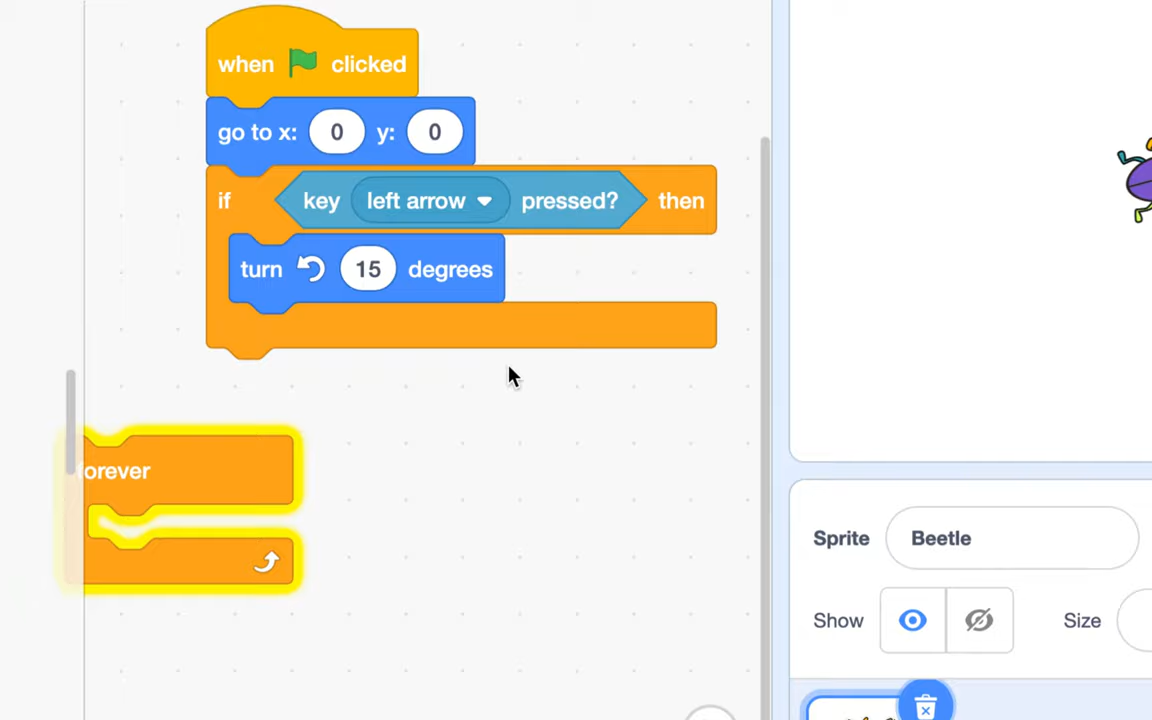 when clicked
go to x: 0 y: 0
if key left arrow pressed? then
turn 15 degrees
forever
Sprite Beetle
Show Size